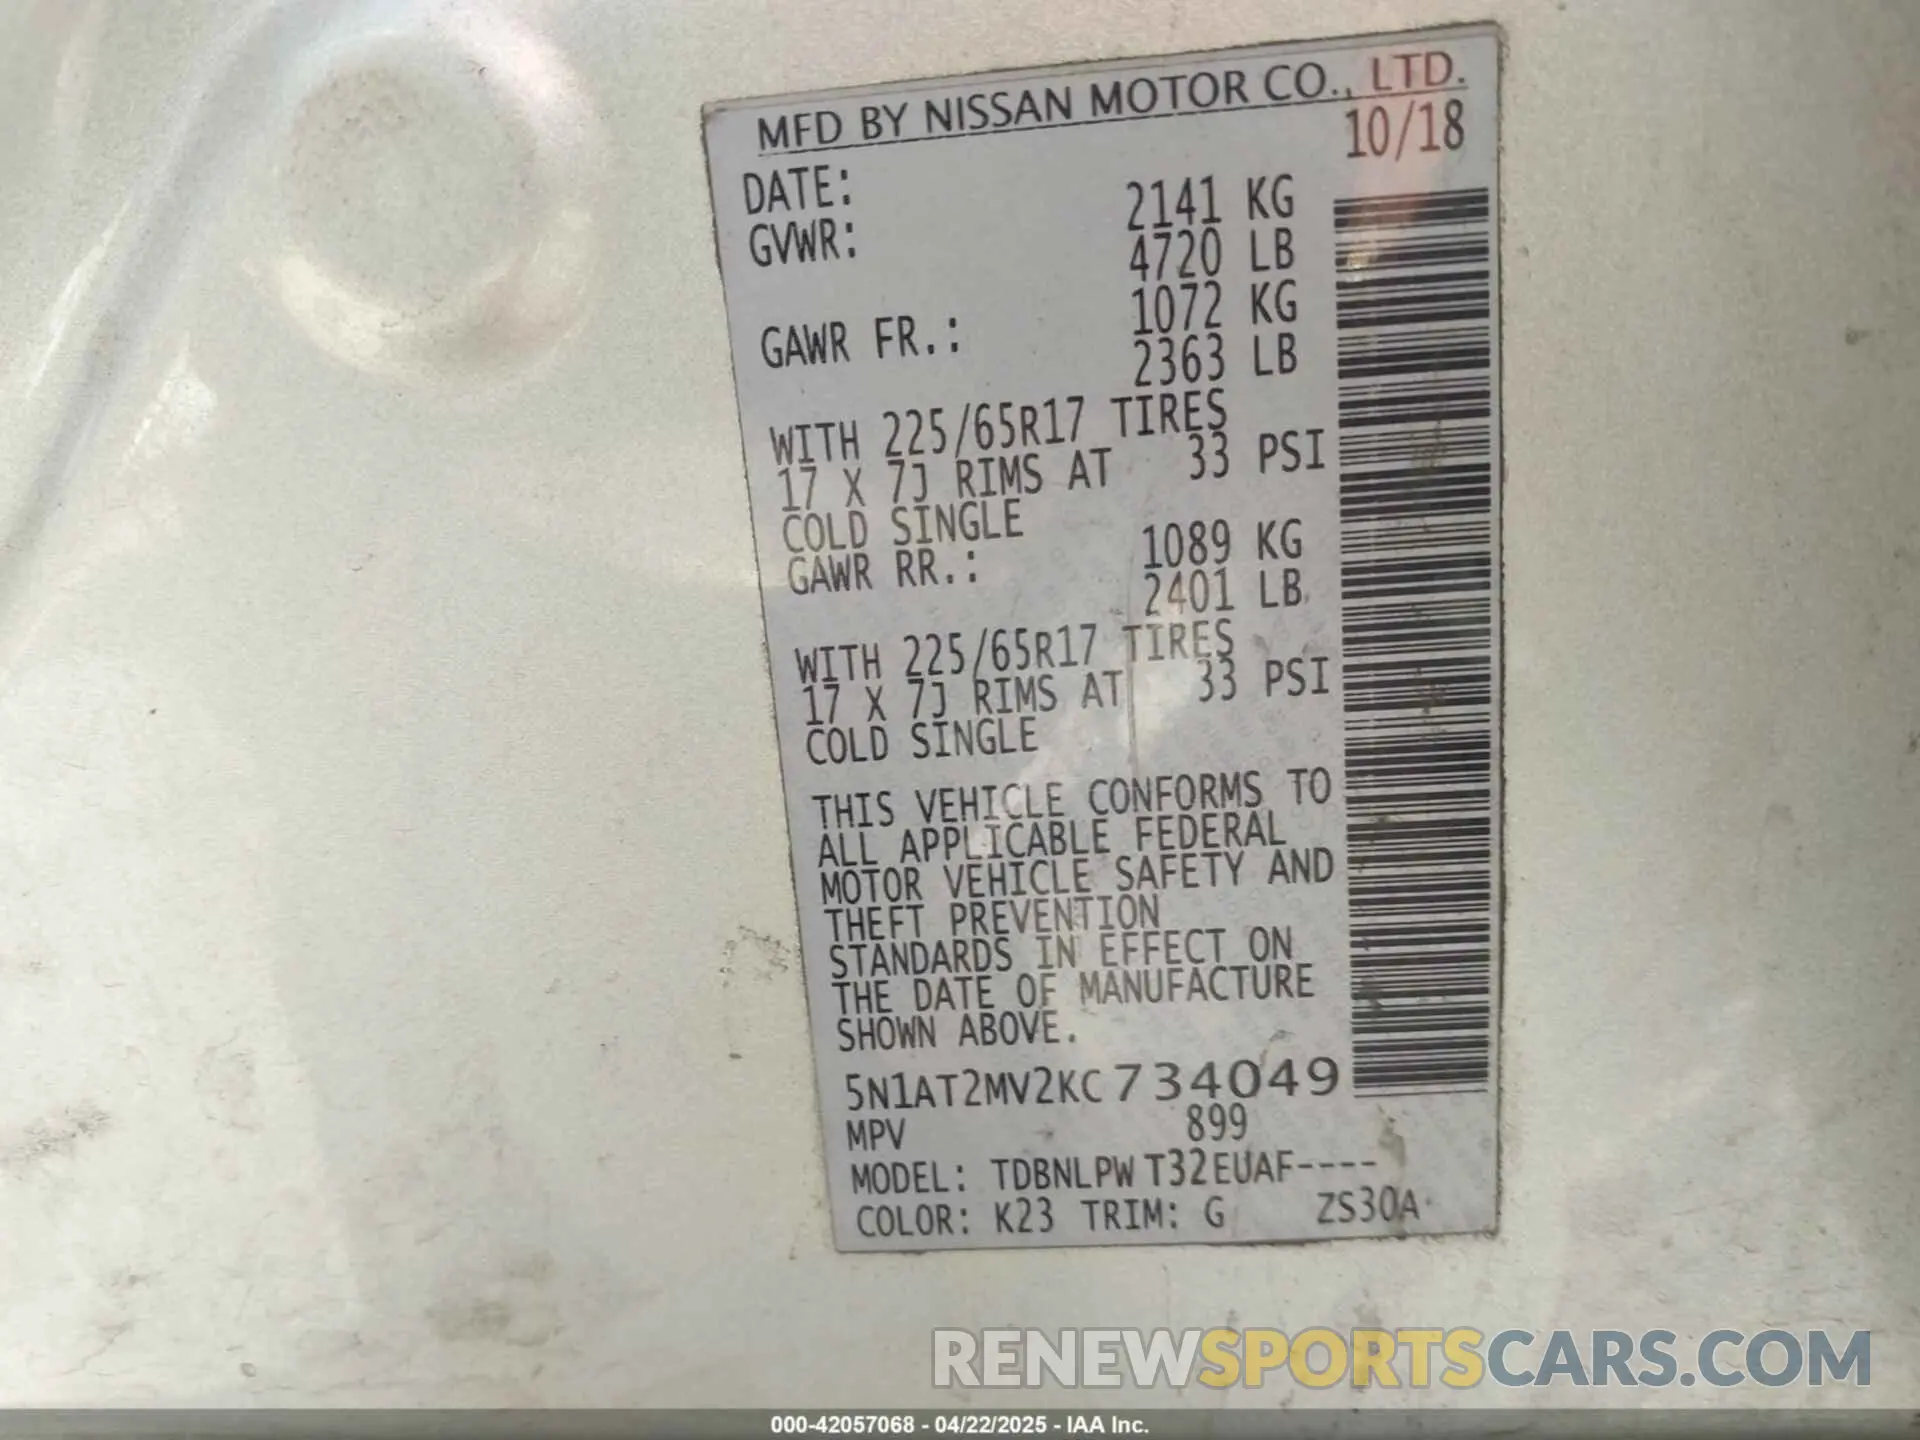 MFD BY NISSAN MOTOR CO., LTD.
DATE: 10/18
GVWR: 2141 KG
4720 LB
GAWR FR.: 1072 KG
2363 LB
WITH 225/65R17 TIRES
17 X 7J RIMS AT 33 PSI
COLD SINGLE
GAWR RR.: 1089 KG
2401 LB
WITH 225/65R17 TIRES
17 X 7J RIMS AT 33 PSI
COLD SINGLE
THIS VEHICLE CONFORMS TO
ALL APPLICABLE FEDERAL
MOTOR VEHICLE SAFETY AND
THEFT PREVENTION
STANDARDS IN EFFECT ON
THE DATE OF MANUFACTURE
SHOWN ABOVE.
5N1AT2MV2KC734049
MPV 899
MODEL: TDBNLPW T32EUAF----
COLOR: K23 TRIM: G ZS30A
RENEWSPORTSCARS.COM
000-42057068 - 04/22/2025 - IAA Inc.